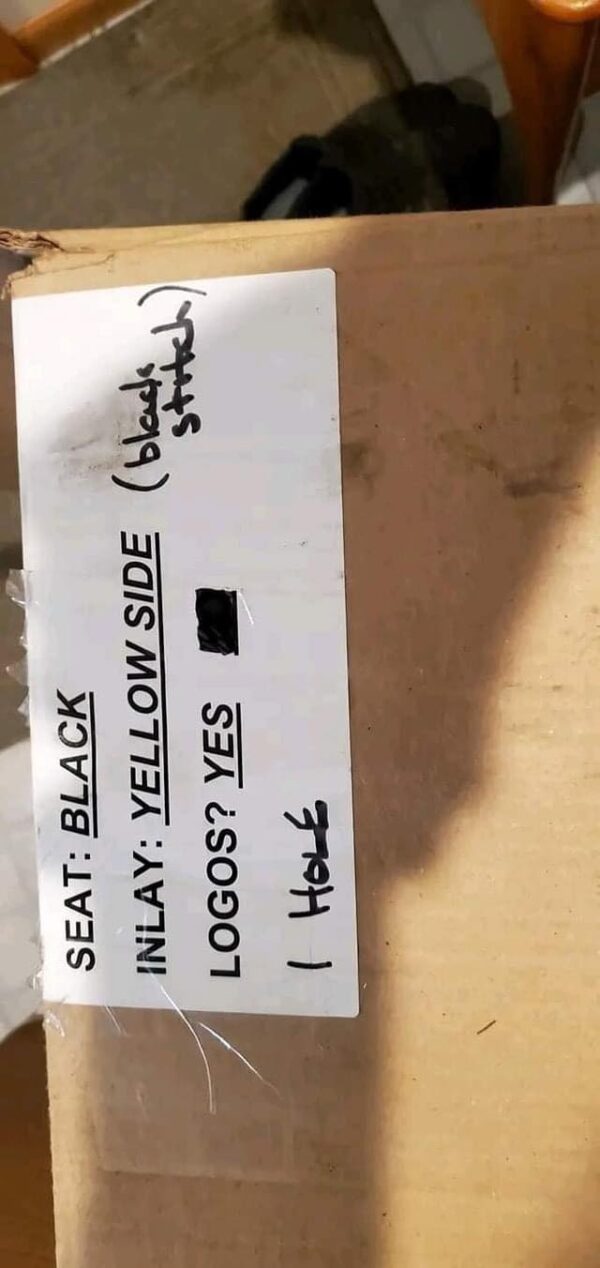 SEAT: BLACK
INLAY: YELLOW SIDE (black stitch)
LOGOS? YES
1 HOLE